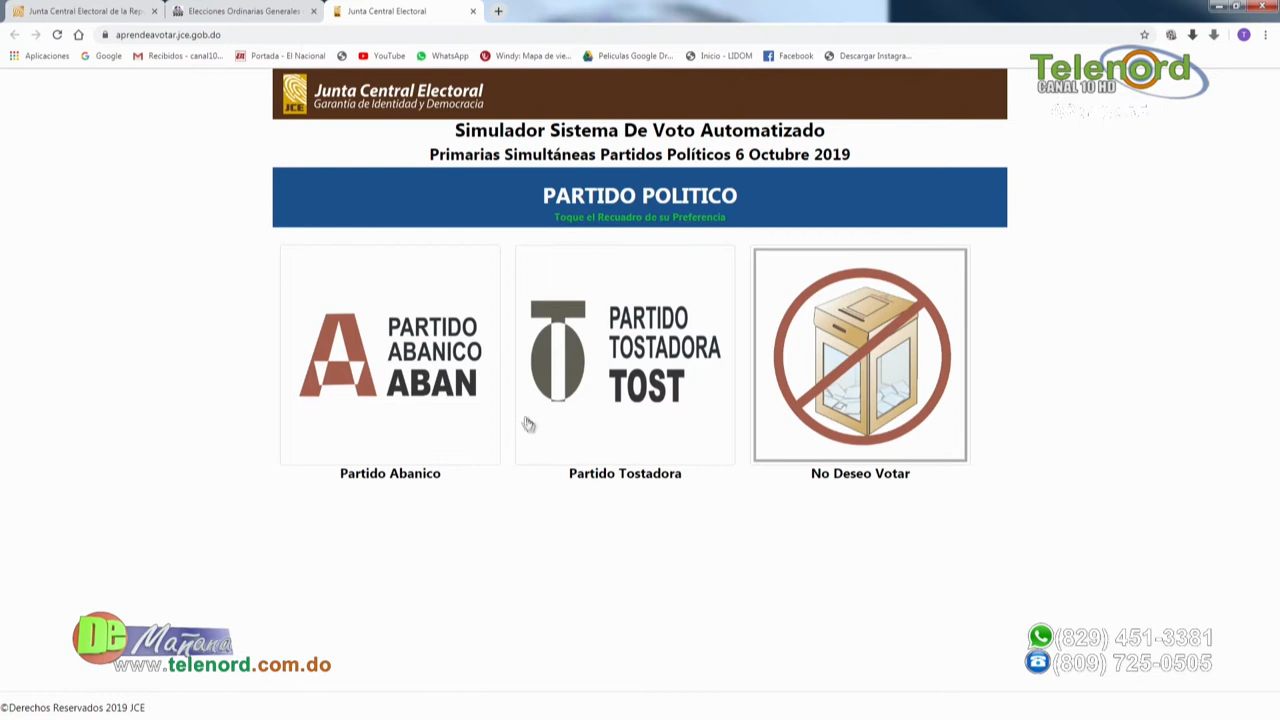 Junta Central Electoral de la Rep
Elecciones Ordinarias Generales
Junta Central Electoral
aprendeavotar.jce.gob.do
Aplicaciones
Google
Recibidos - canal10...
Portada - El Nacional
YouTube
WhatsApp
Windy: Mapa de vie...
Peliculas Google Dr...
Inicio - LIDOM
Facebook
Descargar Instagra...
Telenord
CANAL 10 HD
JCE
Junta Central Electoral
Garantía de Identidad y Democracia
Simulador Sistema De Voto Automatizado
Primarias Simultáneas Partidos Políticos 6 Octubre 2019
PARTIDO POLITICO
Toque el Recuadro de su Preferencia
A PARTIDO
ABANICO
ABAN
PARTIDO
TOSTADORA
TOST
Partido Abanico
Partido Tostadora
No Deseo Votar
De Mañana
www.telenord.com.do
(829) 451-3381
(809) 725-0505
©Derechos Reservados 2019 JCE